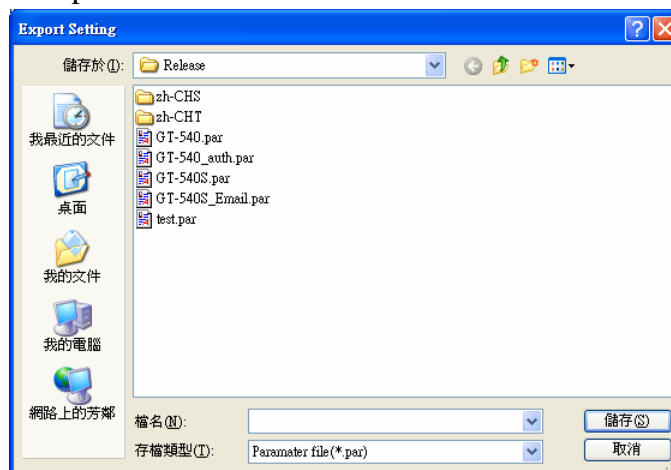 Export Setting
儲存於(I):
Release
我最近的文件
桌面
我的文件
我的電腦
網路上的芳鄰
zh-CHS
zh-CHT
GT-540.par
GT-540_auth.par
GT-540S.par
GT-540S_Email.par
test.par
檔名(N):
儲存(S)
存檔類型(T):
Paramater file(*.par)
取消